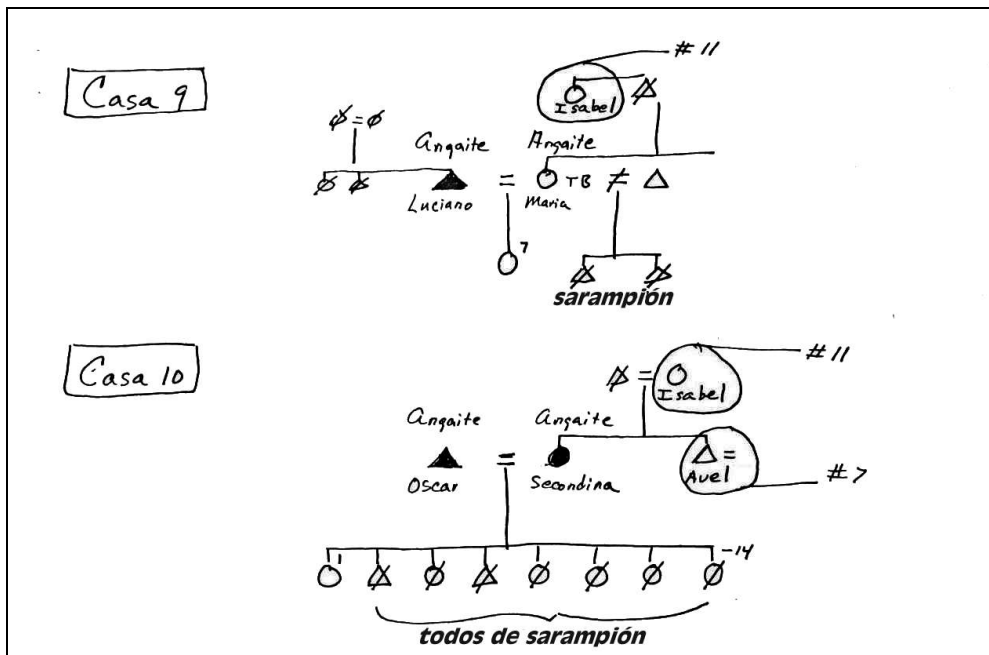 # 11
Casa 9
Isabel
Angaite Angaite
TB
Luciano Maria
7
sarampión
# 11
Casa 10
Isabel
Angaite Angaite
Avel
Oscar Secondina
# 7
1 -14
todos de sarampión